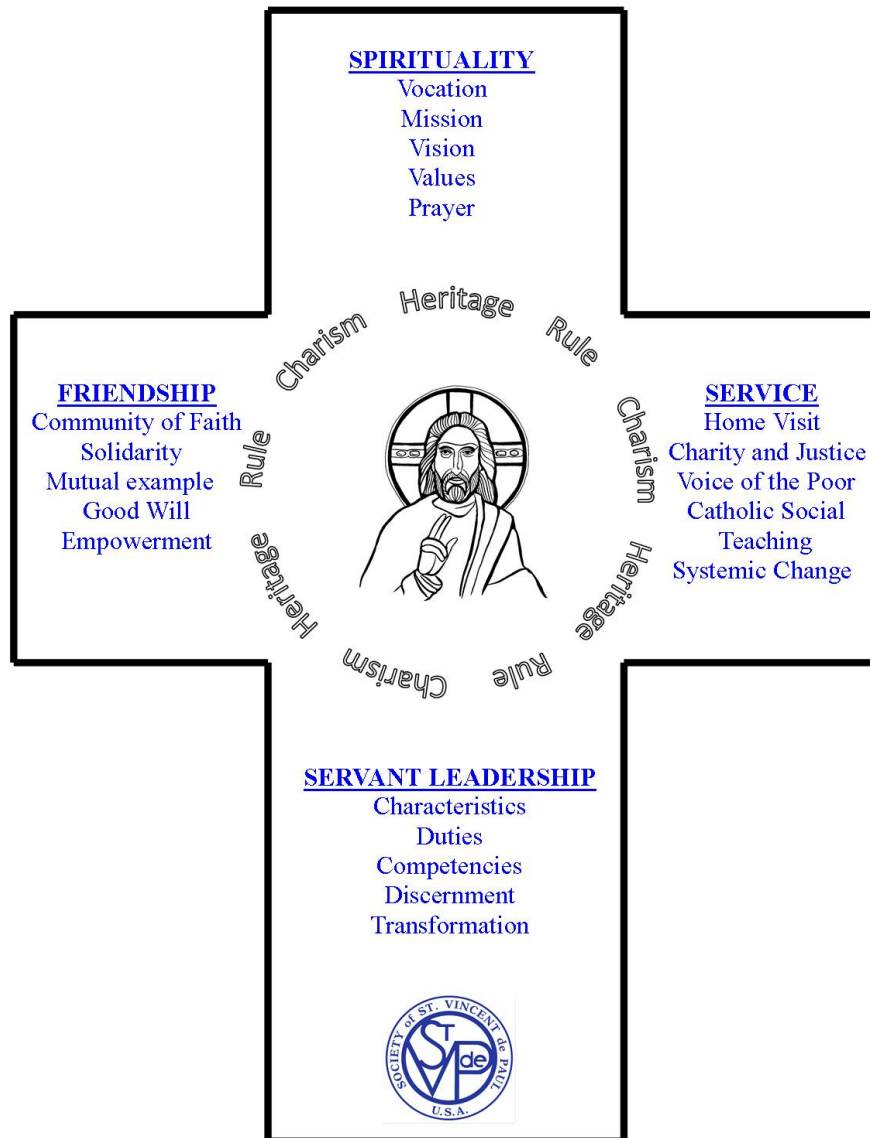 SPIRITUALITY
Vocation
Mission
Vision
Values
Prayer
Heritage
Rule
Charism
Heritage
Rule
Charism
Heritage
Rule
Charism
FRIENDSHIP
Community of Faith
Solidarity
Mutual example
Good Will
Empowerment
SERVICE
Home Visit
Charity and Justice
Voice of the Poor
Catholic Social
Teaching
Systemic Change
SERVANT LEADERSHIP
Characteristics
Duties
Competencies
Discernment
Transformation
SOCIETY of ST. VINCENT de PAUL
U.S.A.
ST
V de P